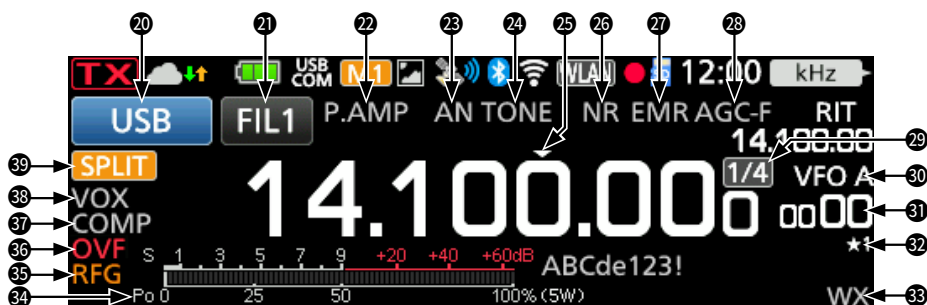 20 21 22 23 24 25 26 27 28
TX USB COM M1 WLAN 12:00 kHz
USB FIL1 P.AMP AN TONE NR EMR AGC-F RIT
14.100.00
29
39 SPLIT 14.100.000 1/4 VFO A 30
38 VOX
37 COMP 0000 31
36 OVF S 1 3 5 7 9 +20 +40 +60dB ★1 32
35 RFG ABCde123!
34 Po 0 25 50 100% (5W) WX 33